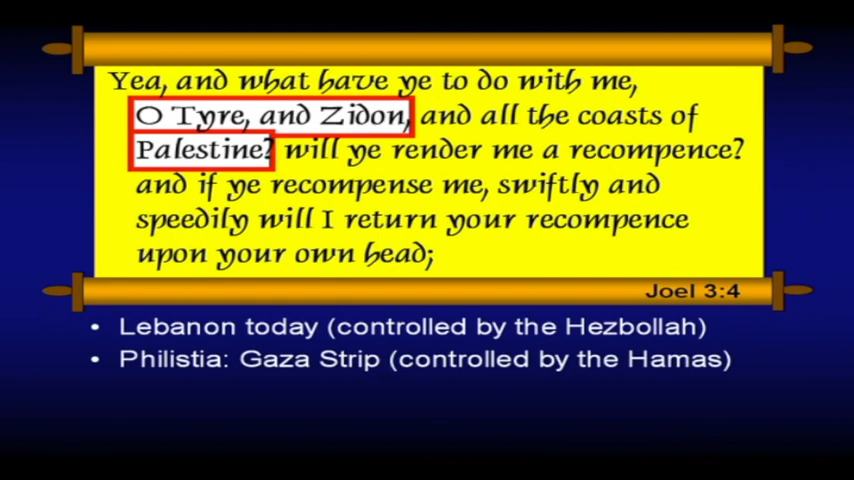 Yea, and what have ye to do with me,
O Tyre, and Zidon, and all the coasts of
Palestine? will ye render me a recompence?
and if ye recompense me, swiftly and
speedily will I return your recompence
upon your own head;
Joel 3:4
• Lebanon today (controlled by the Hezbollah)
• Philistia: Gaza Strip (controlled by the Hamas)